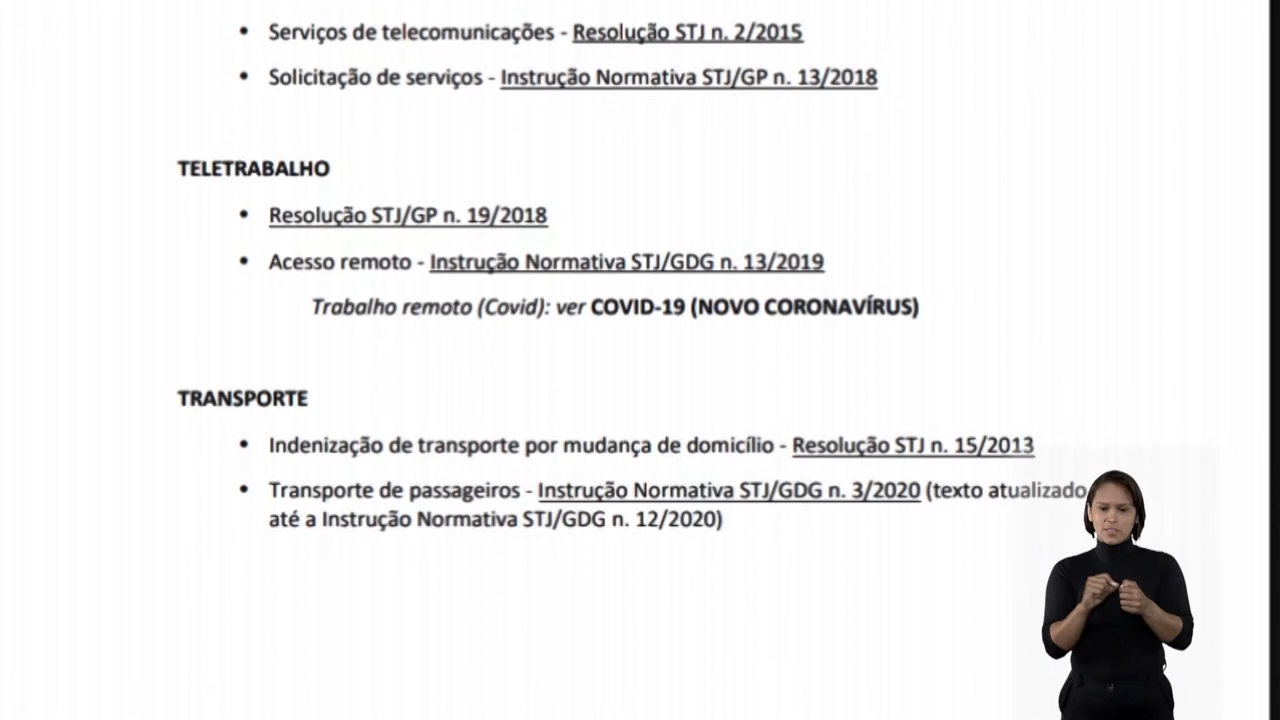 • Serviços de telecomunicações - Resolução STJ n. 2/2015
• Solicitação de serviços - Instrução Normativa STJ/GP n. 13/2018
TELETRABALHO
• Resolução STJ/GP n. 19/2018
• Acesso remoto - Instrução Normativa STJ/GDG n. 13/2019
Trabalho remoto (Covid): ver COVID-19 (NOVO CORONAVÍRUS)
TRANSPORTE
• Indenização de transporte por mudança de domicílio - Resolução STJ n. 15/2013
• Transporte de passageiros - Instrução Normativa STJ/GDG n. 3/2020 (texto atualizado
até a Instrução Normativa STJ/GDG n. 12/2020)